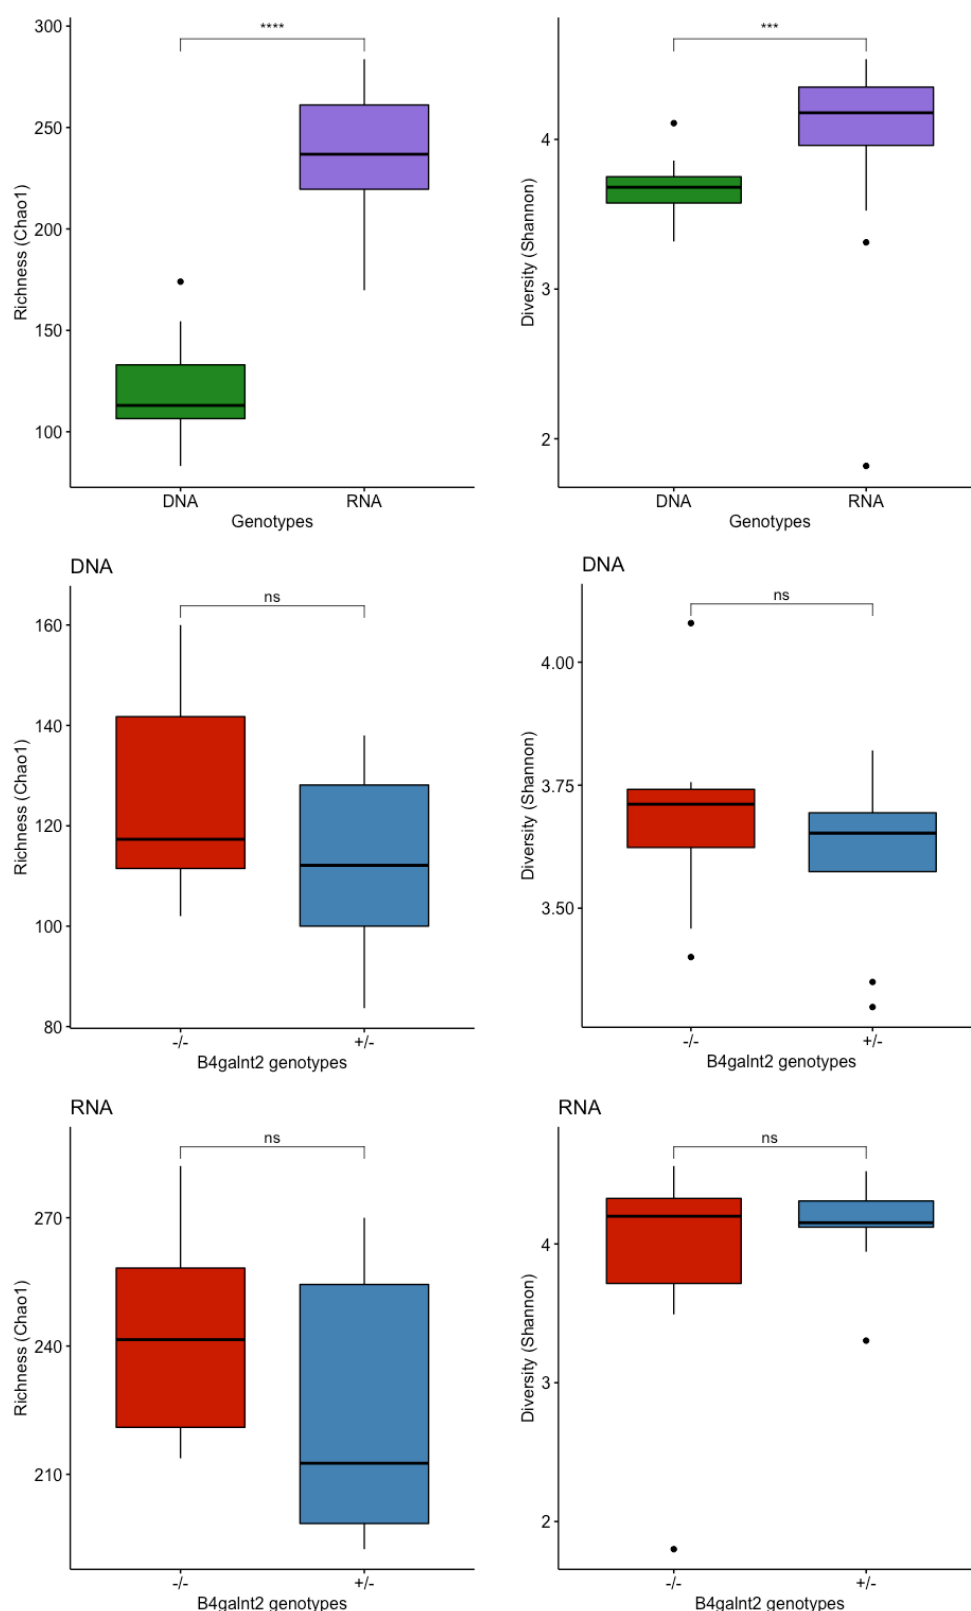 300
250
200
150
100
Richness (Chao1)
****
DNA
RNA
Genotypes
4
3
2
Diversity (Shannon)
***
DNA
RNA
Genotypes
DNA
160
140
120
100
80
Richness (Chao1)
ns
-/-
+/-
B4galnt2 genotypes
DNA
4.00
3.75
3.50
Diversity (Shannon)
ns
-/-
+/-
B4galnt2 genotypes
RNA
270
240
210
Richness (Chao1)
ns
-/-
+/-
B4galnt2 genotypes
RNA
4
3
2
Diversity (Shannon)
ns
-/-
+/-
B4galnt2 genotypes